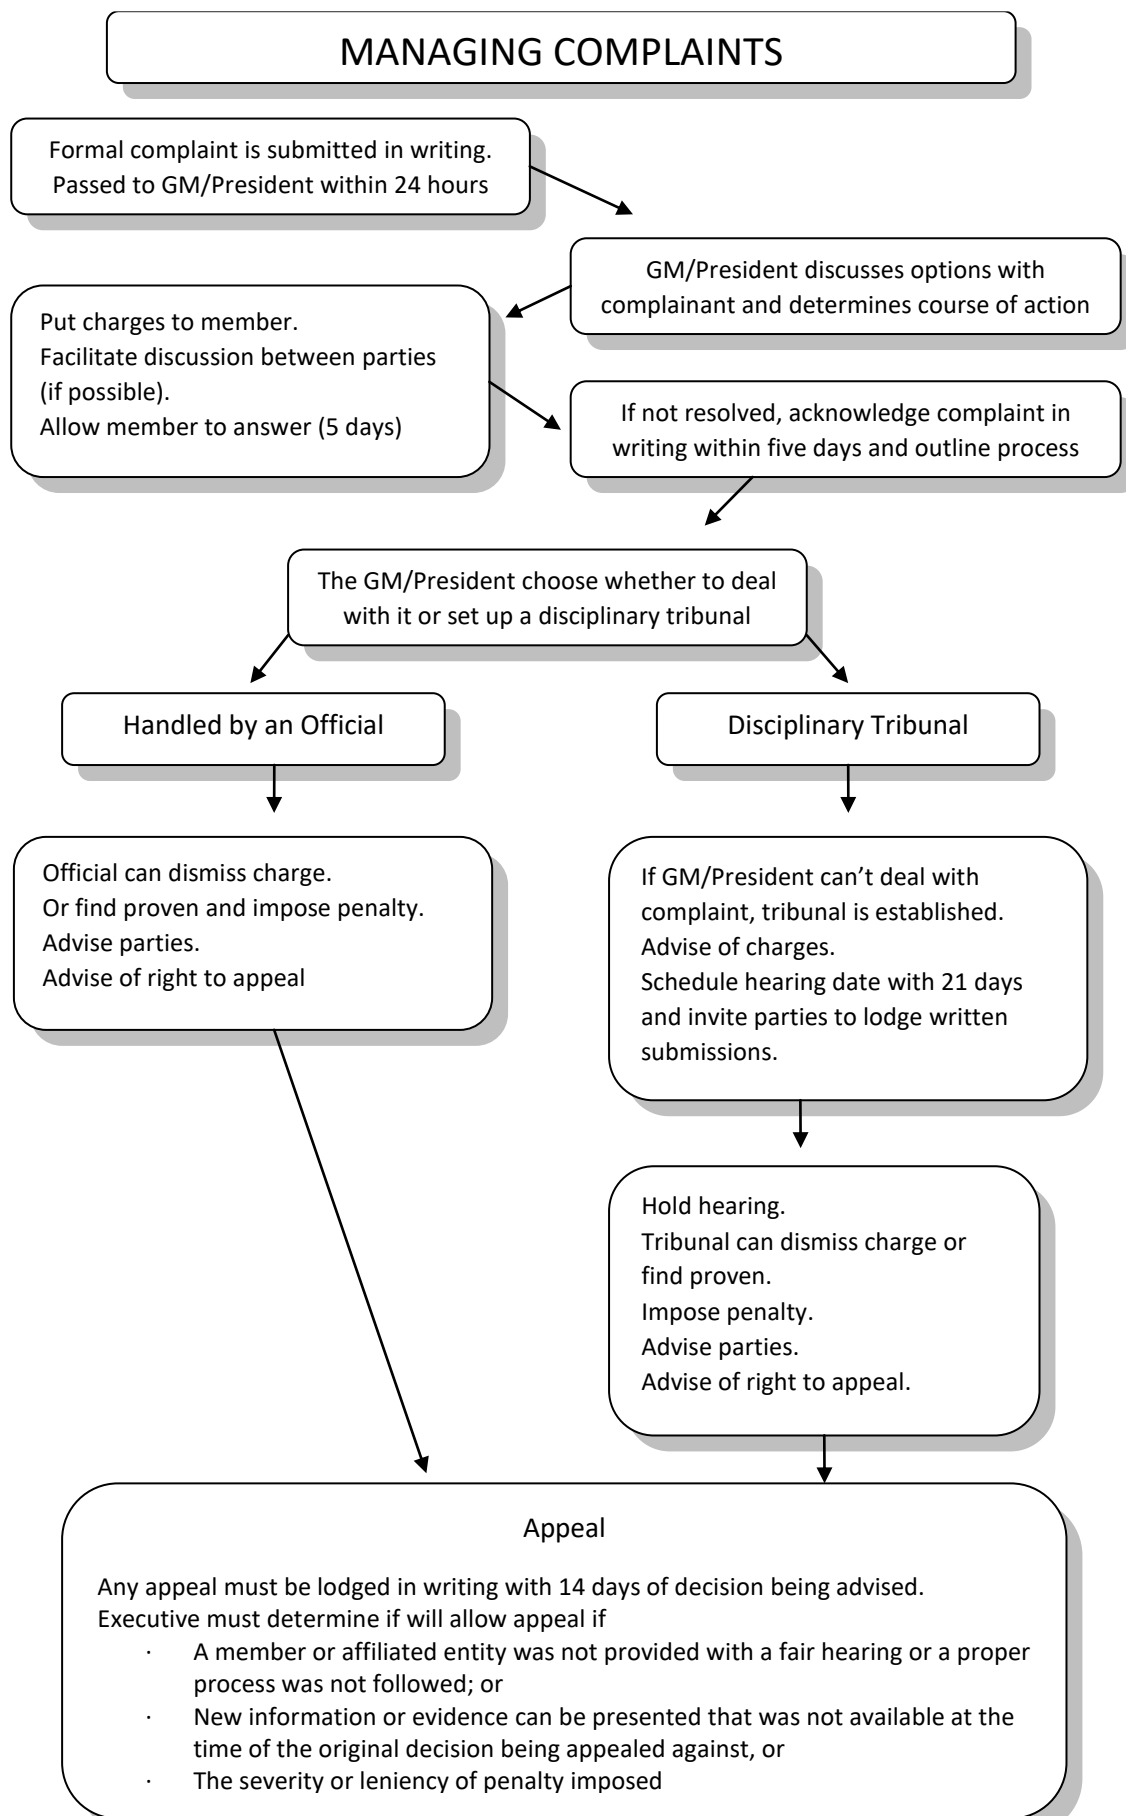 MANAGING COMPLAINTS
Formal complaint is submitted in writing.
Passed to GM/President within 24 hours
GM/President discusses options with
complainant and determines course of action
Put charges to member.
Facilitate discussion between parties
(if possible).
Allow member to answer (5 days)
If not resolved, acknowledge complaint in
writing within five days and outline process
The GM/President choose whether to deal
with it or set up a disciplinary tribunal
Handled by an Official
Disciplinary Tribunal
Official can dismiss charge.
Or find proven and impose penalty.
Advise parties.
Advise of right to appeal
If GM/President can’t deal with
complaint, tribunal is established.
Advise of charges.
Schedule hearing date with 21 days
and invite parties to lodge written
submissions.
Hold hearing.
Tribunal can dismiss charge or
find proven.
Impose penalty.
Advise parties.
Advise of right to appeal.
Appeal
Any appeal must be lodged in writing with 14 days of decision being advised.
Executive must determine if will allow appeal if
· A member or affiliated entity was not provided with a fair hearing or a proper
process was not followed; or
· New information or evidence can be presented that was not available at the
time of the original decision being appealed against, or
· The severity or leniency of penalty imposed